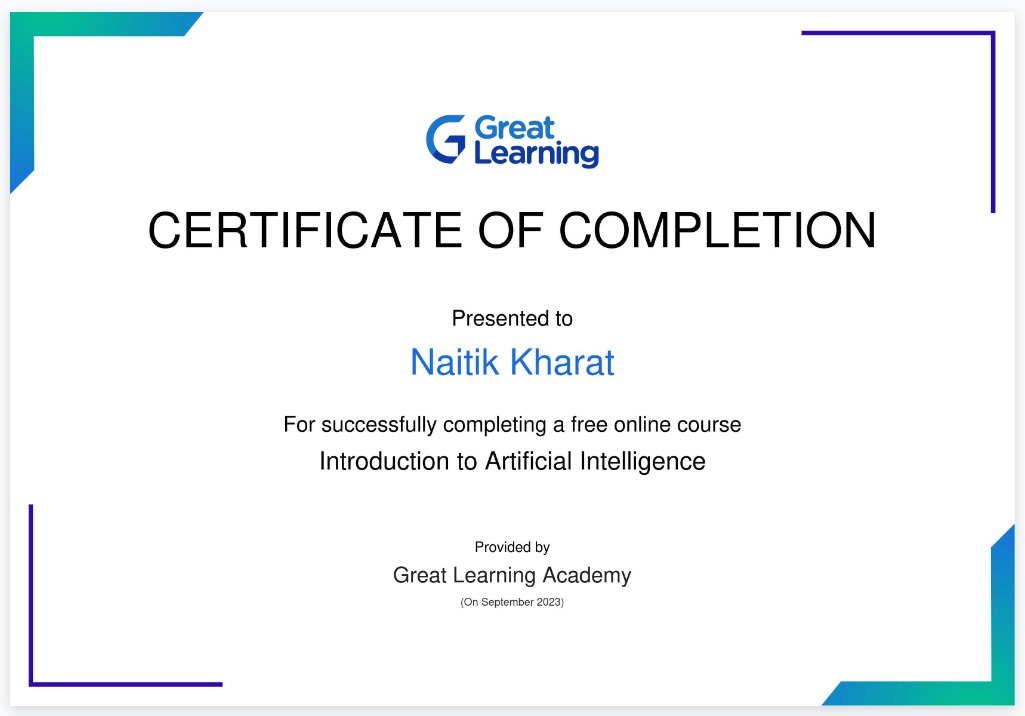 Great
Learning
CERTIFICATE OF COMPLETION
Presented to
Naitik Kharat
For successfully completing a free online course
Introduction to Artificial Intelligence
Provided by
Great Learning Academy
(On September 2023)